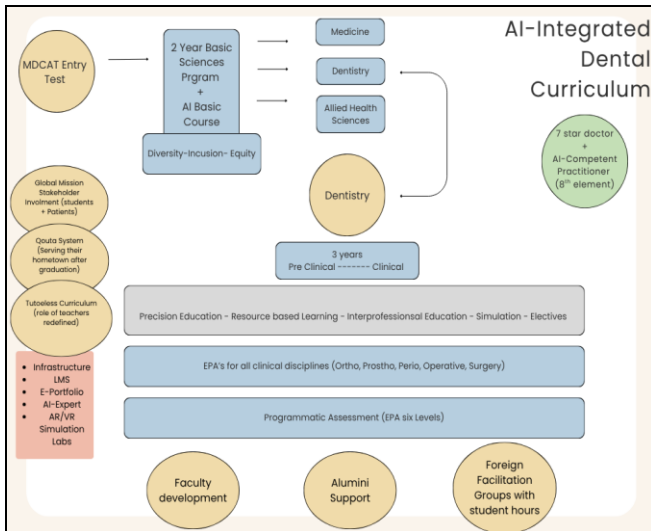 AI-Integrated
Dental
Curriculum
MDCAT Entry
Test
2 Year Basic
Sciences
Prgram
+
AI Basic
Course
Diversity-Incusion- Equity
Medicine
Dentistry
Allied Health
Sciences
7 star doctor
+
AI-Competent
Practitioner
(8th element)
Dentistry
Global Mission
Stakeholder
Involment (students
+ Patients)
Qouta System
(Serving their
hometown after
graduation)
Tutoeless Curriculum
(role of teachers
redefined)
• Infrastructure
• LMS
• E-Portfolio
• AI-Expert
• AR/VR
Simulation
Labs
3 years
Pre Clinical ------- Clinical
Precision Education - Resource based Learning - Interprofessionsal Education - Simulation - Electives
EPA's for all clinical disciplines (Ortho, Prostho, Perio, Operative, Surgery)
Programmatic Assessment (EPA six Levels)
Faculty
development
Alumini
Support
Foreign
Facilitation
Groups with
student hours